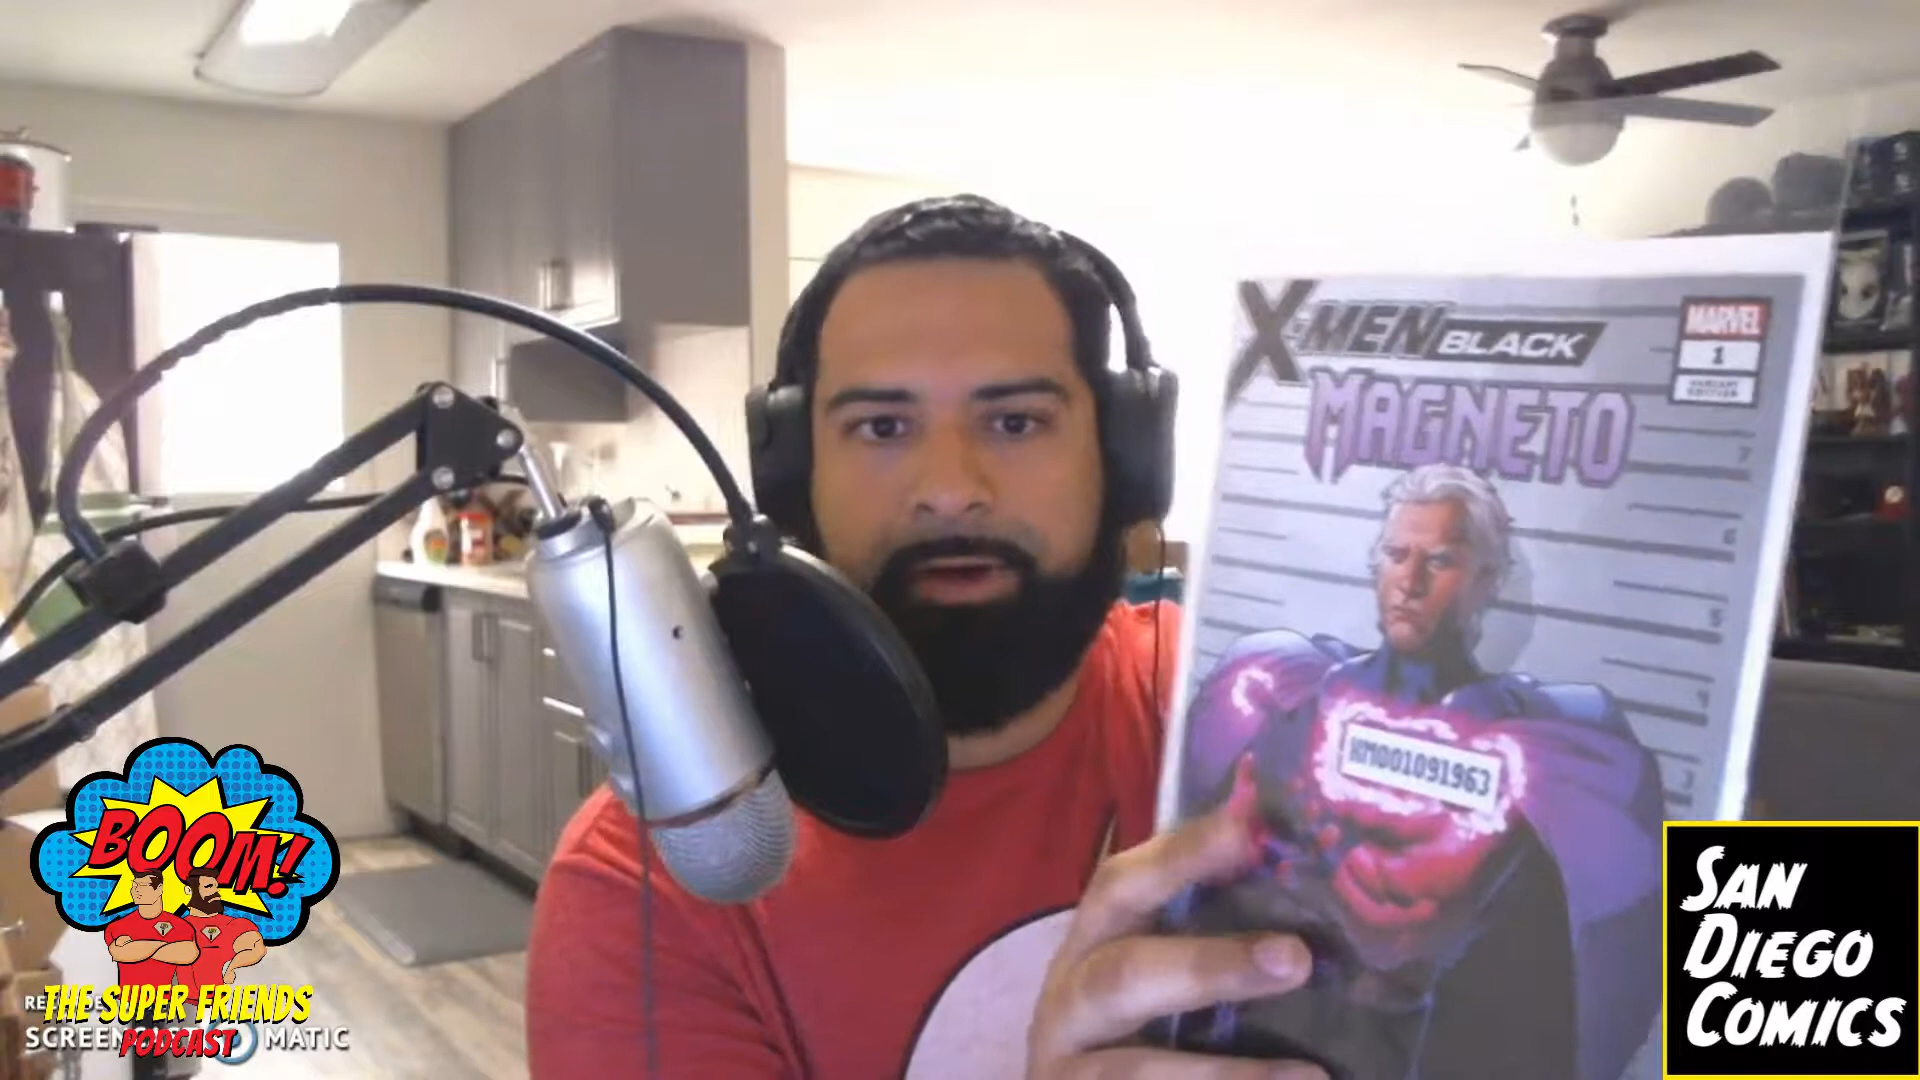 X-MEN BLACK
MARVEL
1
VARIANT
EDITION
MAGNETO
7
6
5
4
3
XM001091963
BOOM!
THE SUPER FRIENDS
PODCAST
SCREEN
MATIC
SAN
DIEGO
COMICS